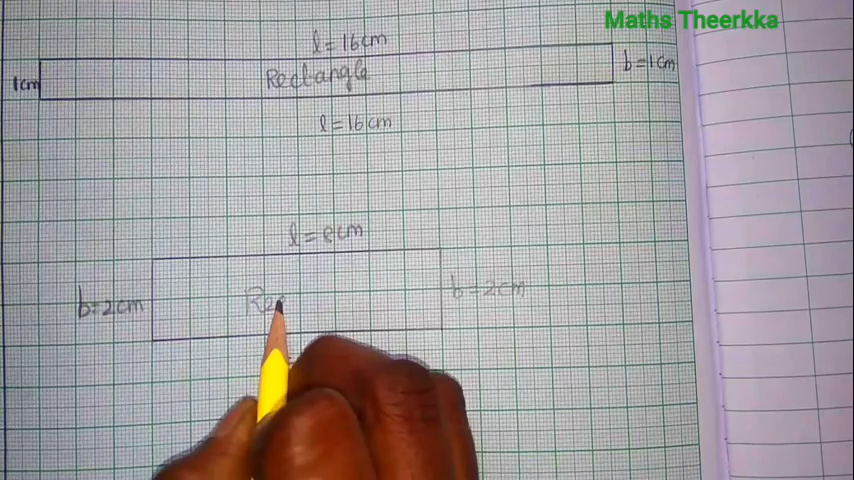 Maths Theerkka
l = 16cm
1cm
Rectangle
b = 1cm
l = 16cm
l = 8cm
b = 2cm
b = 2cm